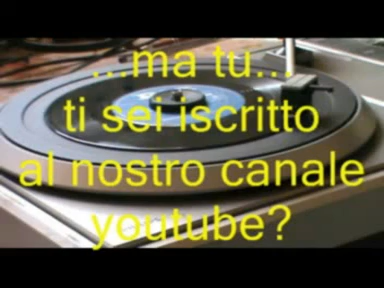 ...ma tu...
ti sei iscritto
al nostro canale
youtube?